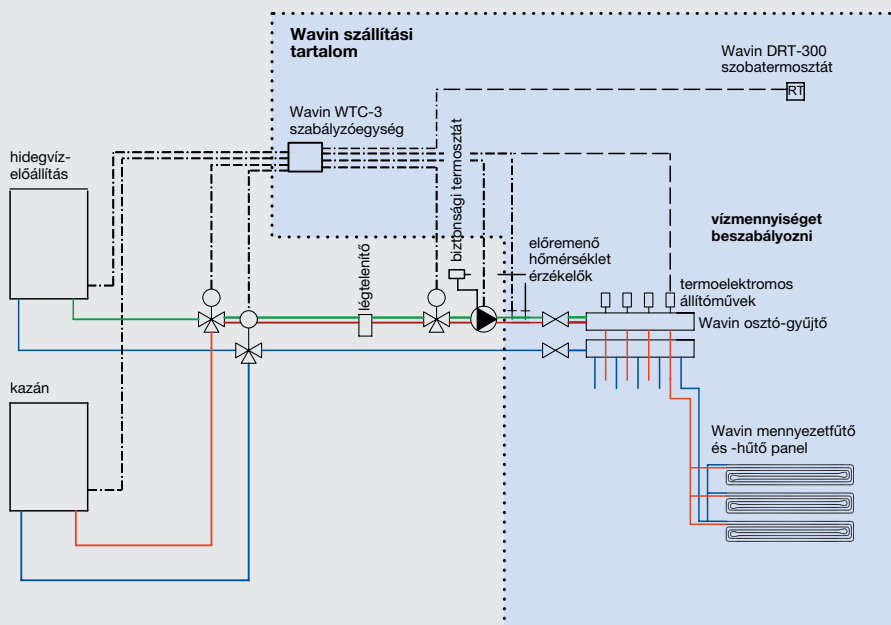 Wavin szállítási
tartalom
Wavin DRT-300
szobatermosztát
RT
Wavin WTC-3
szabályzóegység
hidegvíz-
előállítás
biztonsági termosztát
vízmennyiséget
beszabályozni
előremenő
hőmérséklet
érzékelők
légtelenítő
termoelektromos
állítóművek
Wavin osztó-gyűjtő
kazán
Wavin mennyezetfűtő
és -hűtő panel